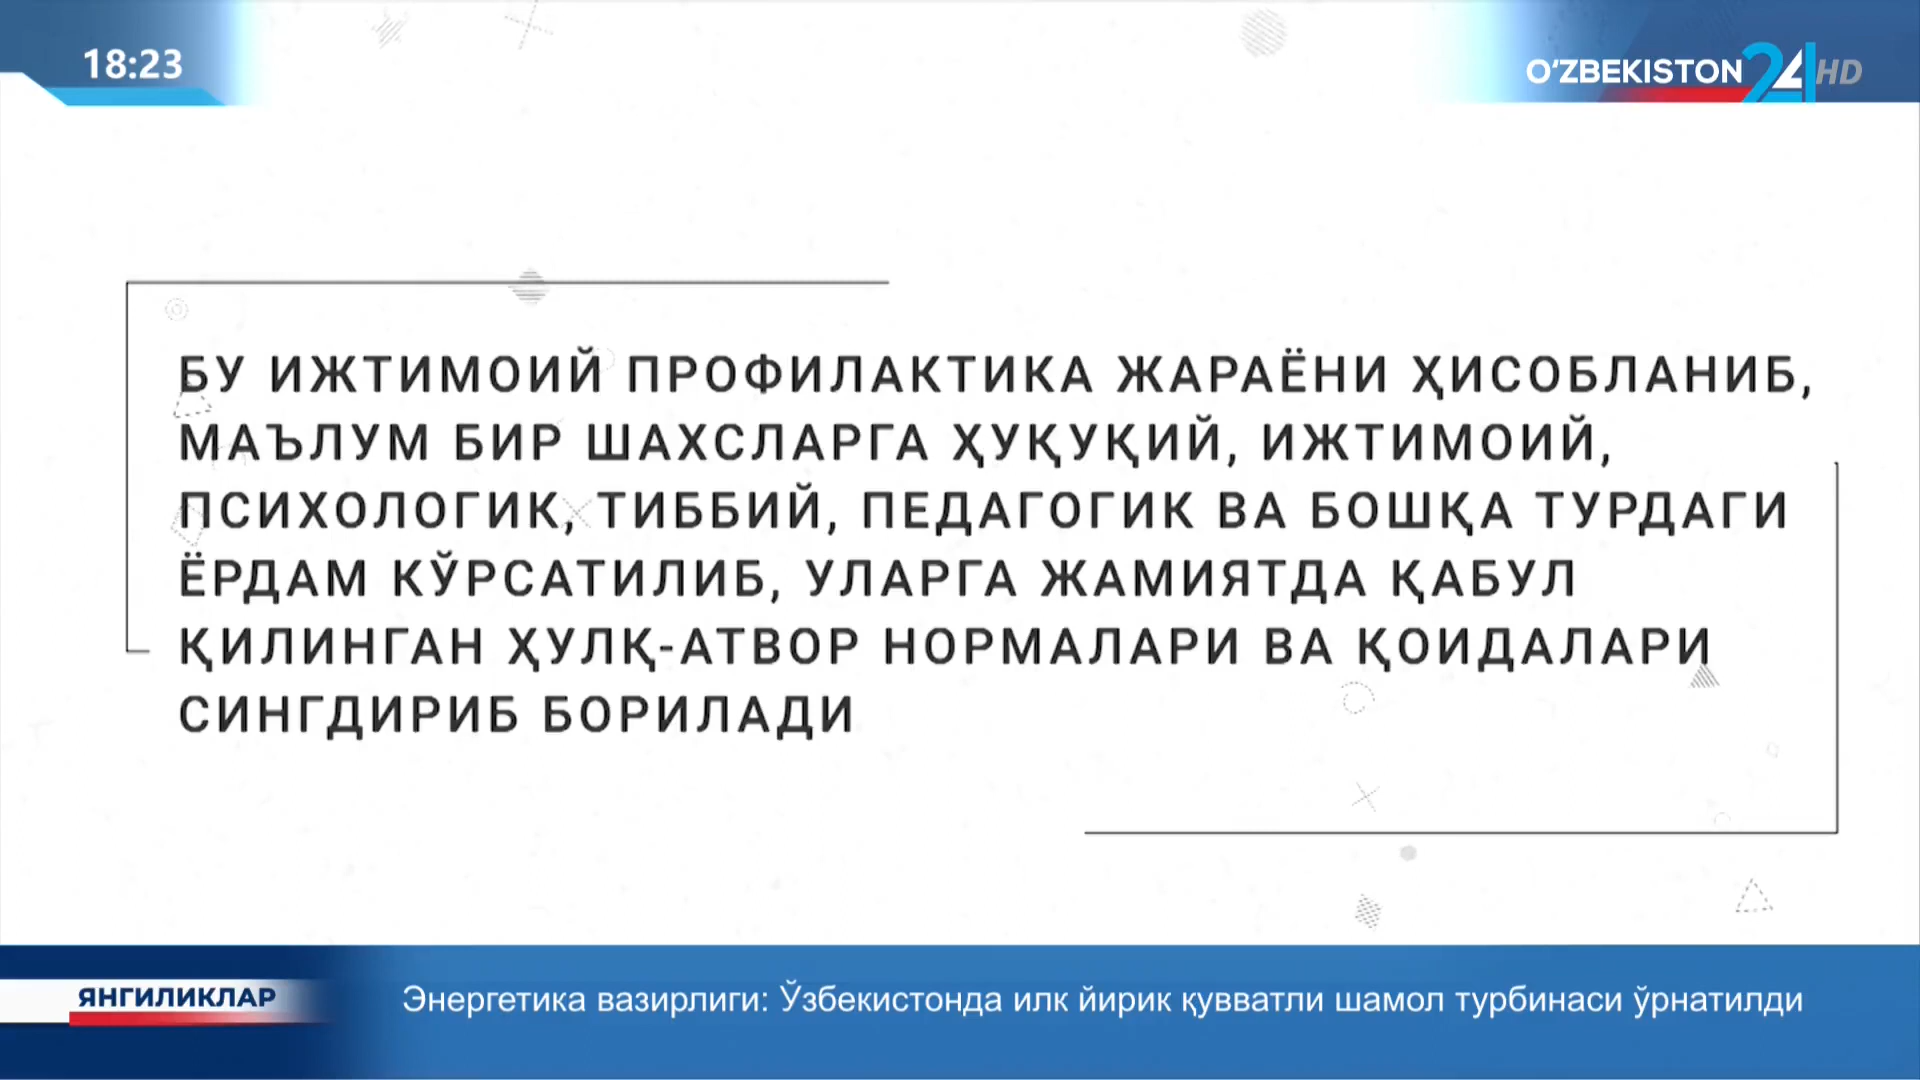 18:23
O‘ZBEKISTON 24 HD
БУ ИЖТИМОИЙ ПРОФИЛАКТИКА ЖАРАЁНИ ҲИСОБЛАНИБ,
МАЪЛУМ БИР ШАХСЛАРГА ҲУҚУҚИЙ, ИЖТИМОИЙ,
ПСИХОЛОГИК, ТИББИЙ, ПЕДАГОГИК ВА БОШҚА ТУРДАГИ
ЁРДАМ КЎРСАТИЛИБ, УЛАРГА ЖАМИЯТДА ҚАБУЛ
ҚИЛИНГАН ҲУЛҚ-АТВОР НОРМАЛАРИ ВА ҚОИДАЛАРИ
СИНГДИРИБ БОРИЛАДИ
ЯНГИЛИКЛАР
Энергетика вазирлиги: Ўзбекистонда илк йирик қувватли шамол турбинаси ўрнатилди